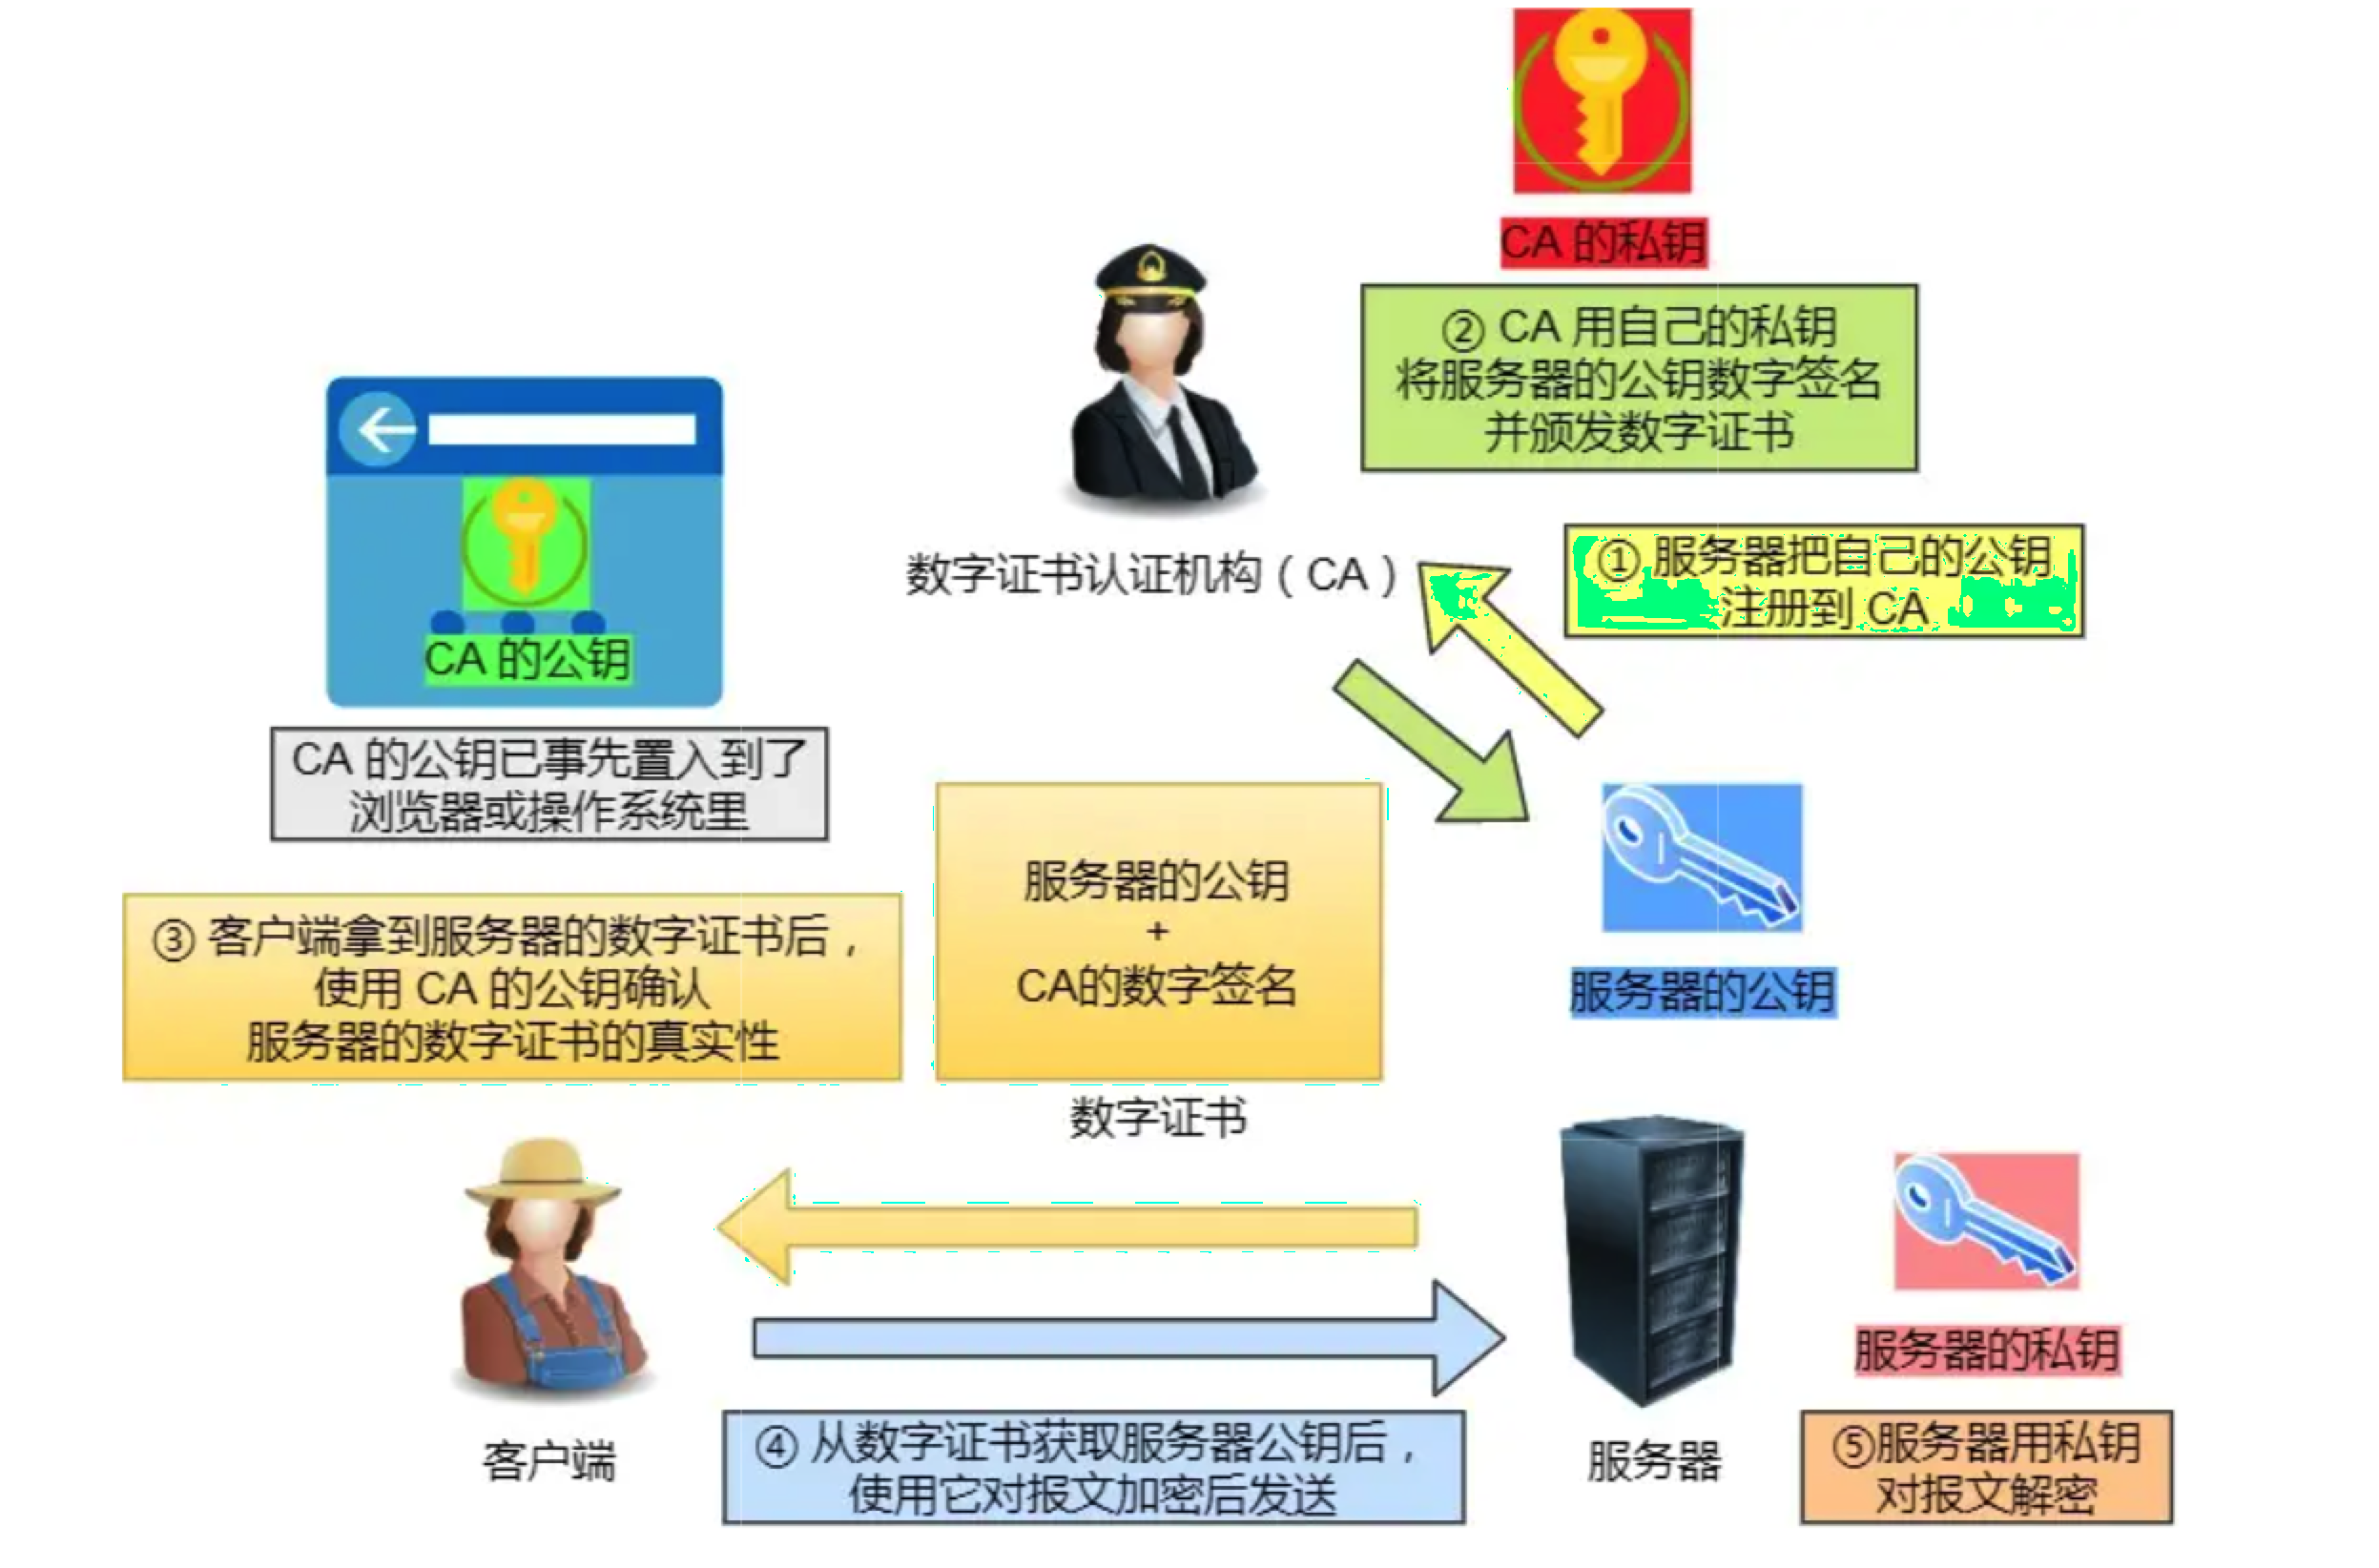 CA 的私钥
② CA 用自己的私钥
将服务器的公钥数字签名
并颁发数字证书
数字证书认证机构（CA）
① 服务器把自己的公钥
注册到 CA
CA 的公钥
CA 的公钥已事先置入到了
浏览器或操作系统里
③ 客户端拿到服务器的数字证书后，
使用 CA 的公钥确认
服务器的数字证书的真实性
服务器的公钥
+
CA的数字签名
数字证书
服务器的公钥
服务器的私钥
客户端
④ 从数字证书获取服务器公钥后，
使用它对报文加密后发送
服务器
⑤服务器用私钥
对报文解密